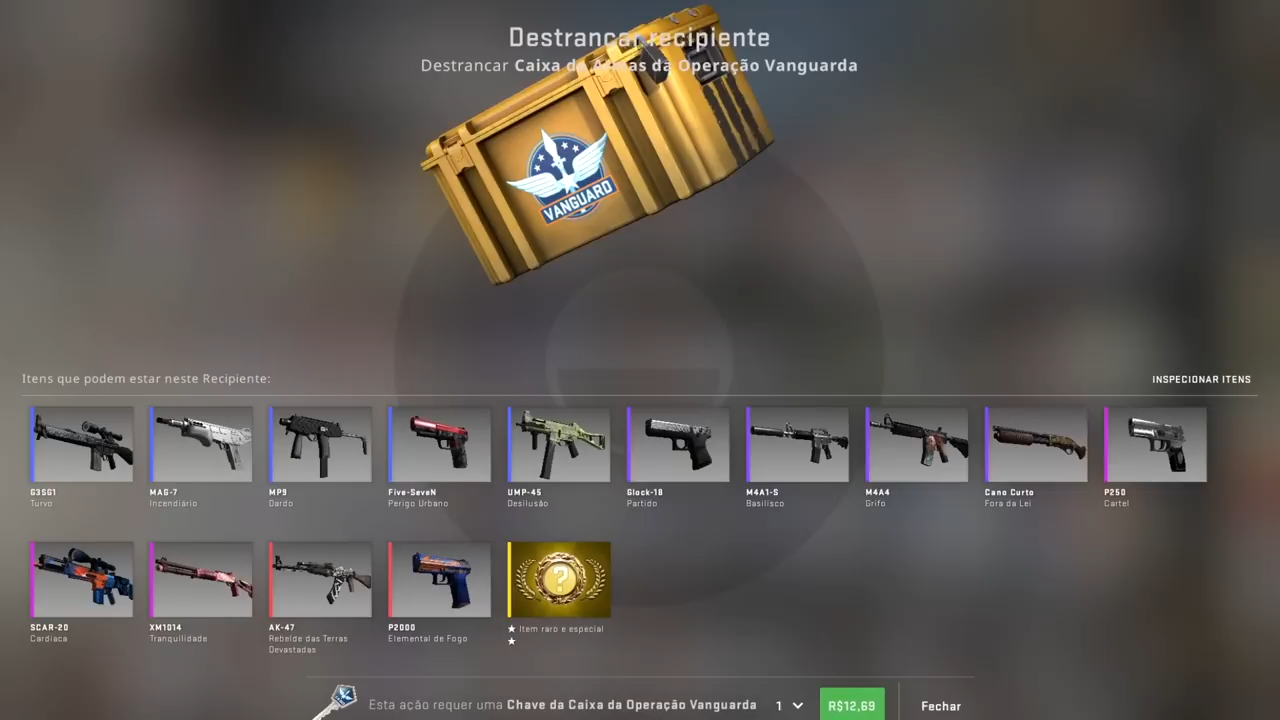 Destrancar recipiente
Destrancar Caixa de Armas da Operação Vanguarda
VANGUARD
Itens que podem estar neste Recipiente:
INSPECIONAR ITENS
G3SG1
Turvo
MAG-7
Incendiário
MP9
Dardo
Five-SeveN
Perigo Urbano
UMP-45
Desilusão
Glock-18
Partido
M4A1-S
Basilisco
M4A4
Grifo
Cano Curto
Fora da Lei
P250
Cartel
SCAR-20
Cardíaca
XM1014
Tranquilidade
AK-47
Rebelde das Terras
Devastadas
P2000
Elemental de Fogo
★ Item raro e especial
★
Esta ação requer uma Chave da Caixa da Operação Vanguarda
1
R$12,69
Fechar